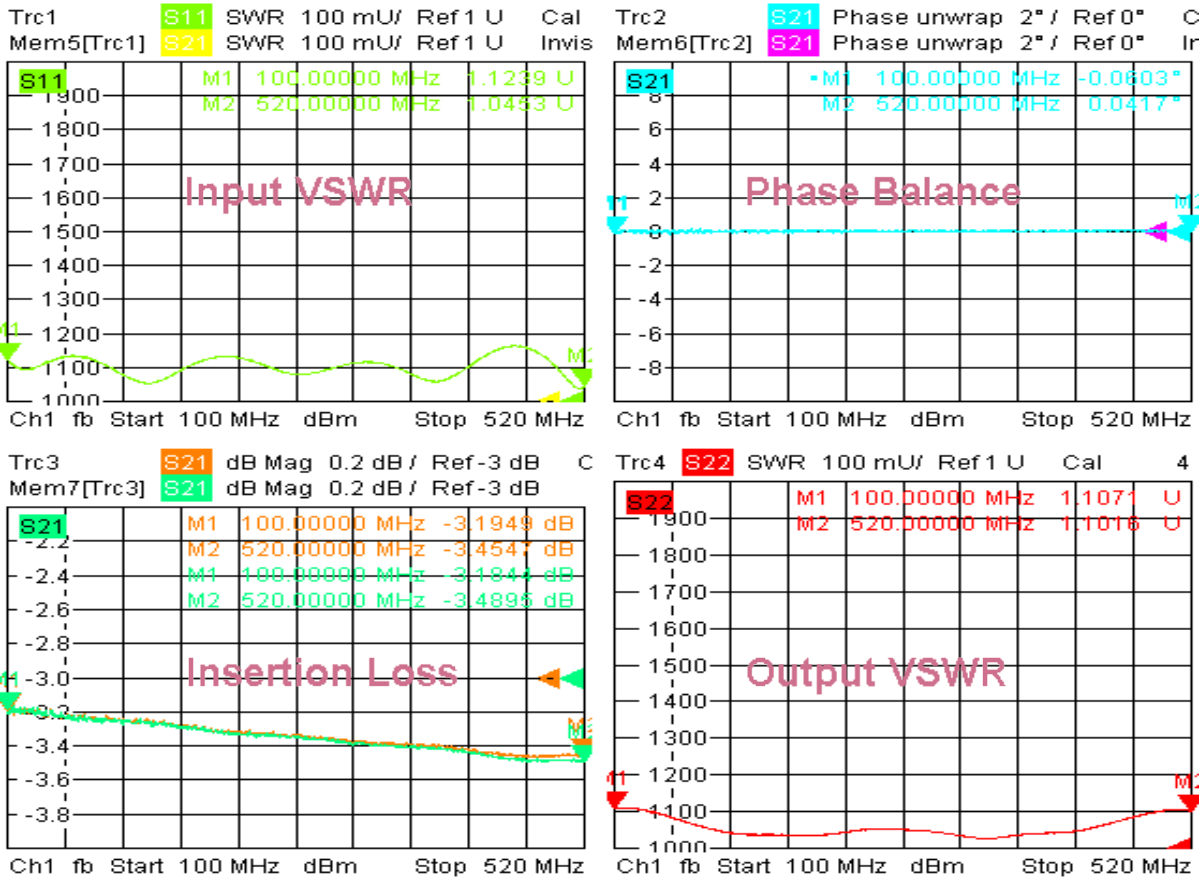 Trc1 S11 SWR 100 mU/ Ref 1 U Cal
Mem5[Trc1] S21 SWR 100 mU/ Ref 1 U Invis
S11
M1 100.00000 MHz 1.1239 U
M2 520.00000 MHz 1.0453 U
1900
1800
1700
Input VSWR
1500
1400
1300
1200
1100
1000
M1
M2
Ch1 fb Start 100 MHz dBm Stop 520 MHz
Trc2 S21 Phase unwrap 2°/ Ref 0° C
Mem6[Trc2] S21 Phase unwrap 2°/ Ref 0° In
S21
•M1 100.00000 MHz -0.0603°
M2 520.00000 MHz 0.0417°
8
6
4
Phase Balance
2
0
-2
-4
-6
-8
M2
Ch1 fb Start 100 MHz dBm Stop 520 MHz
Trc3 S21 dB Mag 0.2 dB/ Ref -3 dB C
Mem7[Trc3] S21 dB Mag 0.2 dB/ Ref -3 dB
S21
M1 100.00000 MHz -3.1949 dB
M2 520.00000 MHz -3.4547 dB
M1 100.00000 MHz -3.1844 dB
M2 520.00000 MHz -3.4895 dB
-2.2
-2.4
-2.6
-2.8
Insertion Loss
-3.0
-3.2
-3.4
-3.6
-3.8
Ch1 fb Start 100 MHz dBm Stop 520 MHz
Trc4 S22 SWR 100 mU/ Ref 1 U Cal 4
S22
M1 100.00000 MHz 1.1071 U
M2 520.00000 MHz 1.1016 U
1900
1800
1700
1600
1500
Output VSWR
1400
1300
1200
1100
1000
M2
Ch1 fb Start 100 MHz dBm Stop 520 MHz